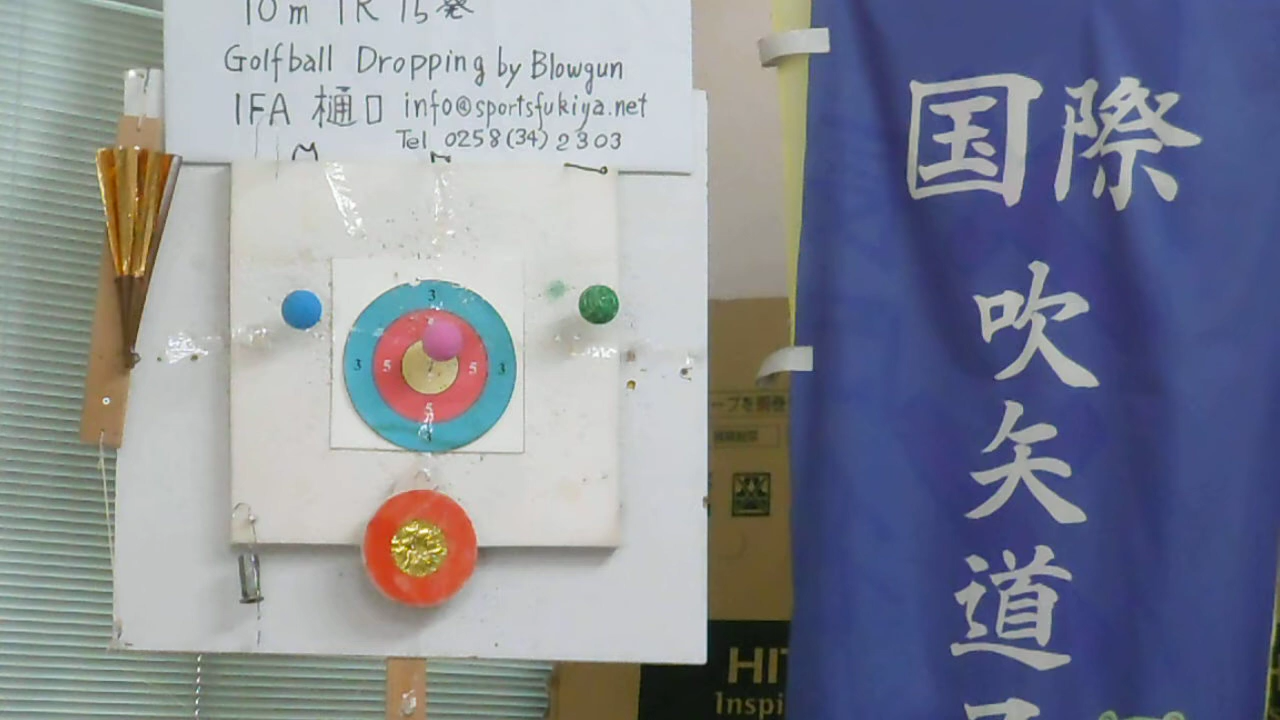 10m 1R 15発
Golfball Dropping by Blowgun
IFA 樋口 info@sportsfukiya.net
Tel 0258(34)2303
3
3 5 5 3
5
国際
吹
矢
道
HI
Inspi